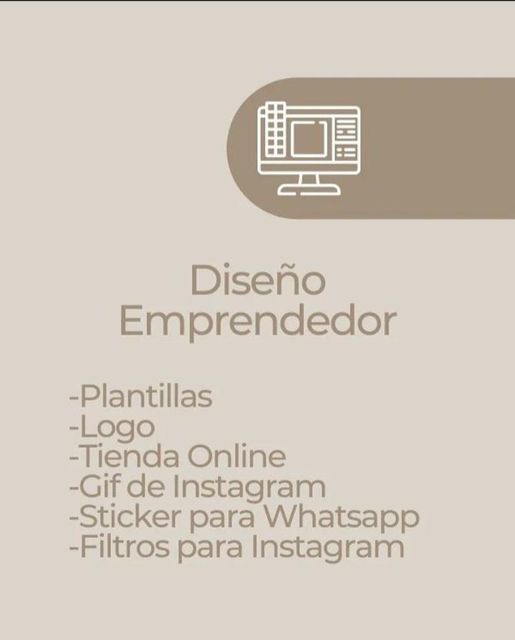 Diseño
Emprendedor
-Plantillas
-Logo
-Tienda Online
-Gif de Instagram
-Sticker para Whatsapp
-Filtros para Instagram